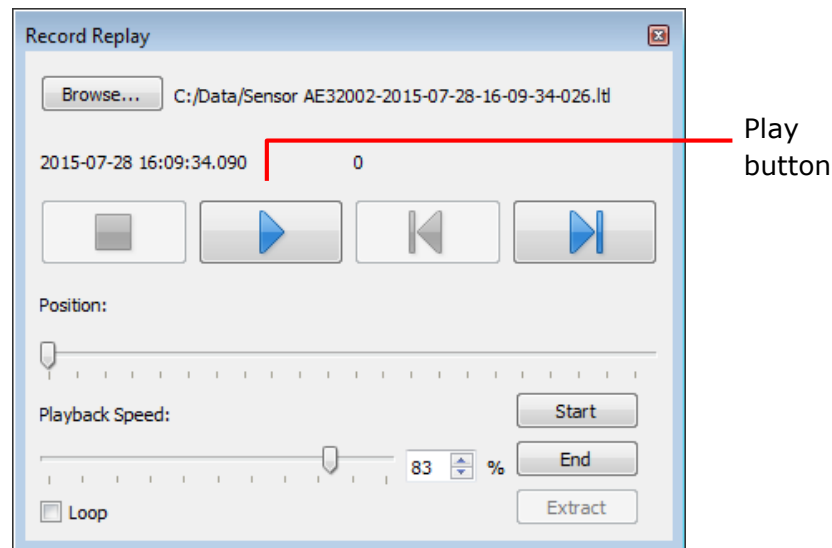 Record Replay
Browse... C:/Data/Sensor AE32002-2015-07-28-16-09-34-026.ltl
Play
button
2015-07-28 16:09:34.090 0
Position:
Playback Speed:
Start
83 %
End
Loop
Extract